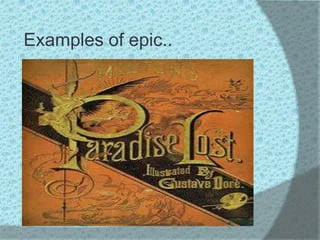 Examples of epic..
Paradise Lost.
Illustrated By
Gustave Doré.